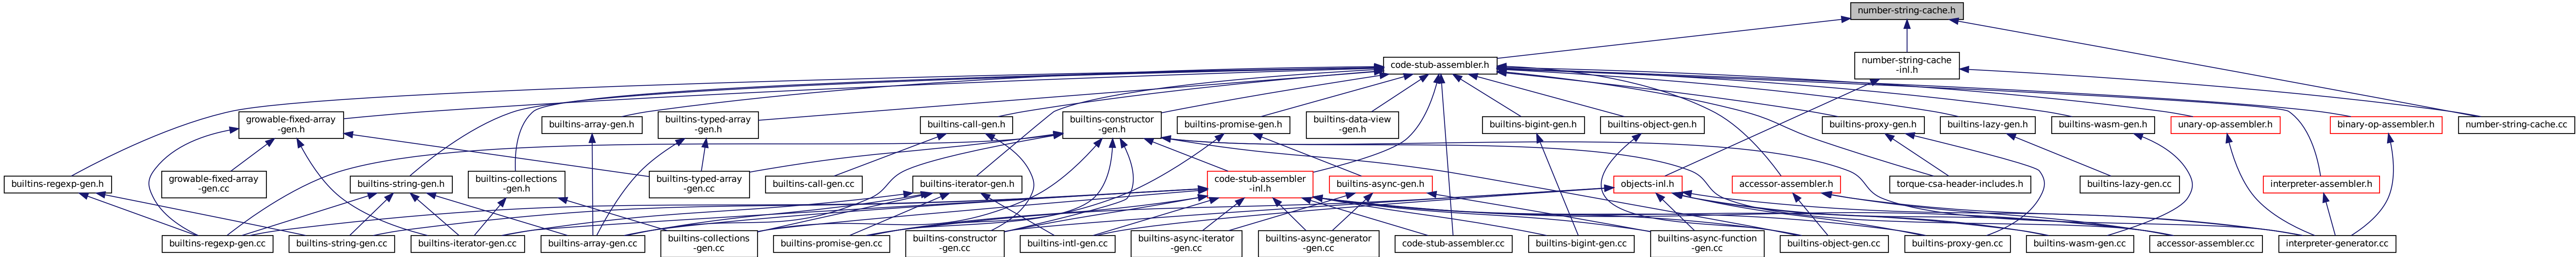 number-string-cache.h
code-stub-assembler.h
number-string-cache
-inl.h
growable-fixed-array
-gen.h
builtins-array-gen.h
builtins-typed-array
-gen.h
builtins-call-gen.h
builtins-constructor
-gen.h
builtins-promise-gen.h
builtins-data-view
-gen.h
builtins-bigint-gen.h
builtins-object-gen.h
builtins-proxy-gen.h
builtins-lazy-gen.h
builtins-wasm-gen.h
unary-op-assembler.h
binary-op-assembler.h
number-string-cache.cc
builtins-regexp-gen.h
growable-fixed-array
-gen.cc
builtins-string-gen.h
builtins-collections
-gen.h
builtins-typed-array
-gen.cc
builtins-call-gen.cc
builtins-iterator-gen.h
code-stub-assembler
-inl.h
builtins-async-gen.h
objects-inl.h
accessor-assembler.h
torque-csa-header-includes.h
builtins-lazy-gen.cc
interpreter-assembler.h
builtins-regexp-gen.cc
builtins-string-gen.cc
builtins-iterator-gen.cc
builtins-array-gen.cc
builtins-collections
-gen.cc
builtins-promise-gen.cc
builtins-constructor
-gen.cc
builtins-intl-gen.cc
builtins-async-iterator
-gen.cc
builtins-async-generator
-gen.cc
code-stub-assembler.cc
builtins-bigint-gen.cc
builtins-async-function
-gen.cc
builtins-object-gen.cc
builtins-proxy-gen.cc
builtins-wasm-gen.cc
accessor-assembler.cc
interpreter-generator.cc